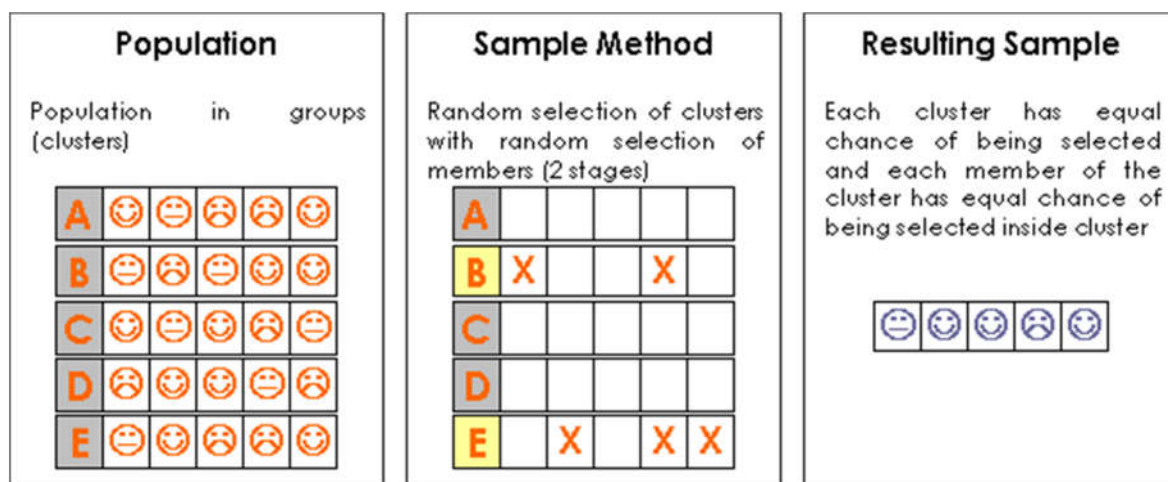 Population
Population in groups
(clusters)
A
B
C
D
E
Sample Method
Random selection of clusters
with random selection of
members (2 stages)
A
B X X
C
D
E X X X
Resulting Sample
Each cluster has equal
chance of being selected
and each member of the
cluster has equal chance of
being selected inside cluster